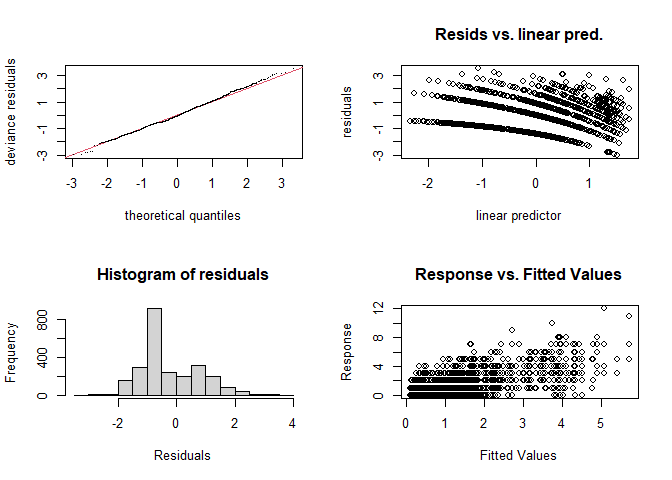 deviance residuals
3
1
-1
-3
-3 -2 -1 0 1 2 3
theoretical quantiles
Resids vs. linear pred.
residuals
3
1
-1
-3
-2 -1 0 1
linear predictor
Histogram of residuals
Frequency
800
400
0
-2 0 2 4
Residuals
Response vs. Fitted Values
Response
12
8
4
0
0 1 2 3 4 5
Fitted Values